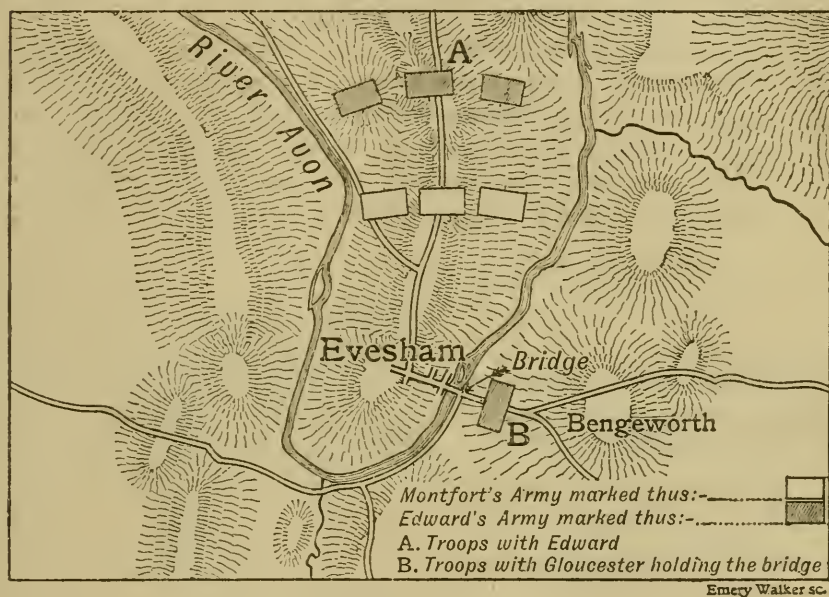 A
River Avon
Evesham
Bridge
B
Bengeworth
Montfort's Army marked thus:-
Edward's Army marked thus:-
A. Troops with Edward
B. Troops with Gloucester holding the bridge
Emery Walker sc.